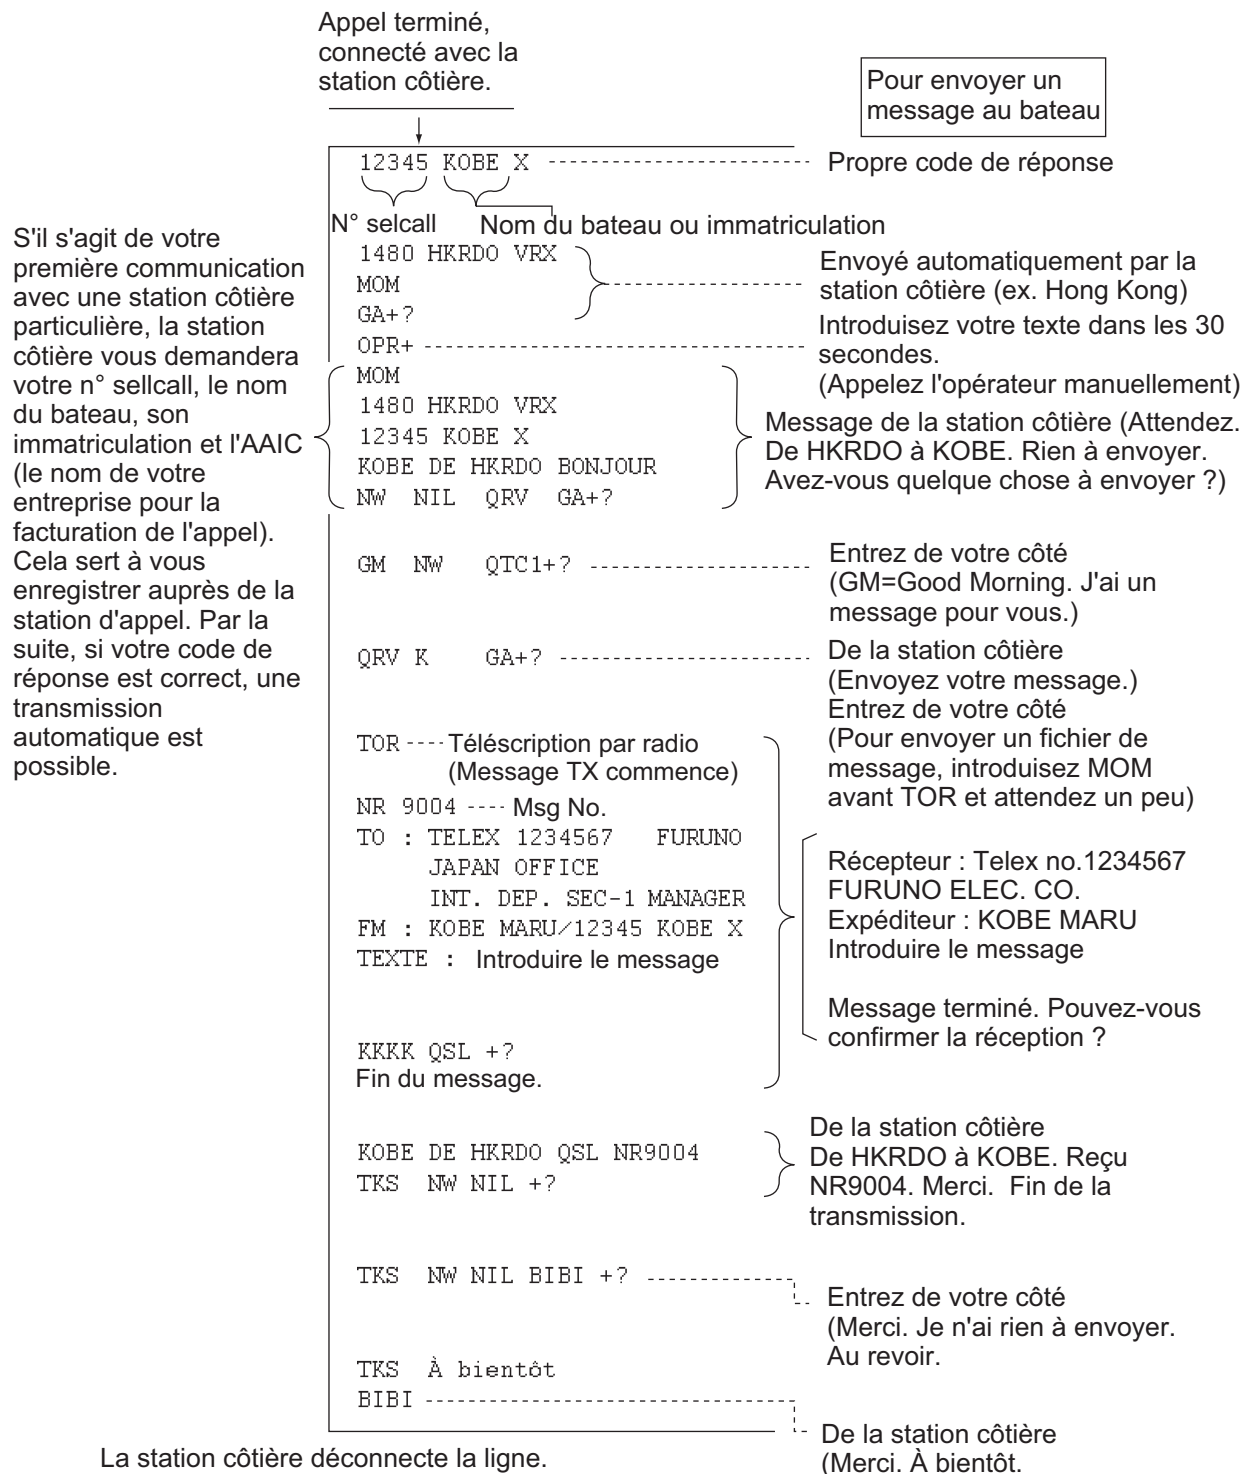 Appel terminé,
connecté avec la
station côtière.
Pour envoyer un
message au bateau
12345 KOBE X
Propre code de réponse
N° selcall
Nom du bateau ou immatriculation
S'il s'agit de votre
première communication
avec une station côtière
particulière, la station
côtière vous demandera
votre n° sellcall, le nom
du bateau, son
immatriculation et l'AAIC
(le nom de votre
entreprise pour la
facturation de l'appel).
Cela sert à vous
enregistrer auprès de la
station d'appel. Par la
suite, si votre code de
réponse est correct, une
transmission
automatique est
possible.
1480 HKRDO VRX
MOM
GA+?
Envoyé automatiquement par la
station côtière (ex. Hong Kong)
OPR+
Introduisez votre texte dans les 30
secondes.
(Appelez l'opérateur manuellement)
MOM
1480 HKRDO VRX
12345 KOBE X
KOBE DE HKRDO BONJOUR
NW NIL QRV GA+?
Message de la station côtière (Attendez.
De HKRDO à KOBE. Rien à envoyer.
Avez-vous quelque chose à envoyer ?)
GM NW QTC1+?
Entrez de votre côté
(GM=Good Morning. J'ai un
message pour vous.)
QRV K GA+?
De la station côtière
(Envoyez votre message.)
Entrez de votre côté
(Pour envoyer un fichier de
message, introduisez MOM
avant TOR et attendez un peu)
TOR ---- Téléscription par radio
(Message TX commence)
NR 9004 ---- Msg No.
TO : TELEX 1234567 FURUNO
JAPAN OFFICE
INT. DEP. SEC-1 MANAGER
FM : KOBE MARU/12345 KOBE X
TEXTE : Introduire le message
Récepteur : Telex no.1234567
FURUNO ELEC. CO.
Expéditeur : KOBE MARU
Introduire le message
Message terminé. Pouvez-vous
confirmer la réception ?
KKKK QSL +?
Fin du message.
KOBE DE HKRDO QSL NR9004
TKS NW NIL +?
De la station côtière
De HKRDO à KOBE. Reçu
NR9004. Merci. Fin de la
transmission.
TKS NW NIL BIBI +?
Entrez de votre côté
(Merci. Je n'ai rien à envoyer.
Au revoir.
TKS À bientôt
BIBI
De la station côtière
(Merci. À bientôt.
La station côtière déconnecte la ligne.